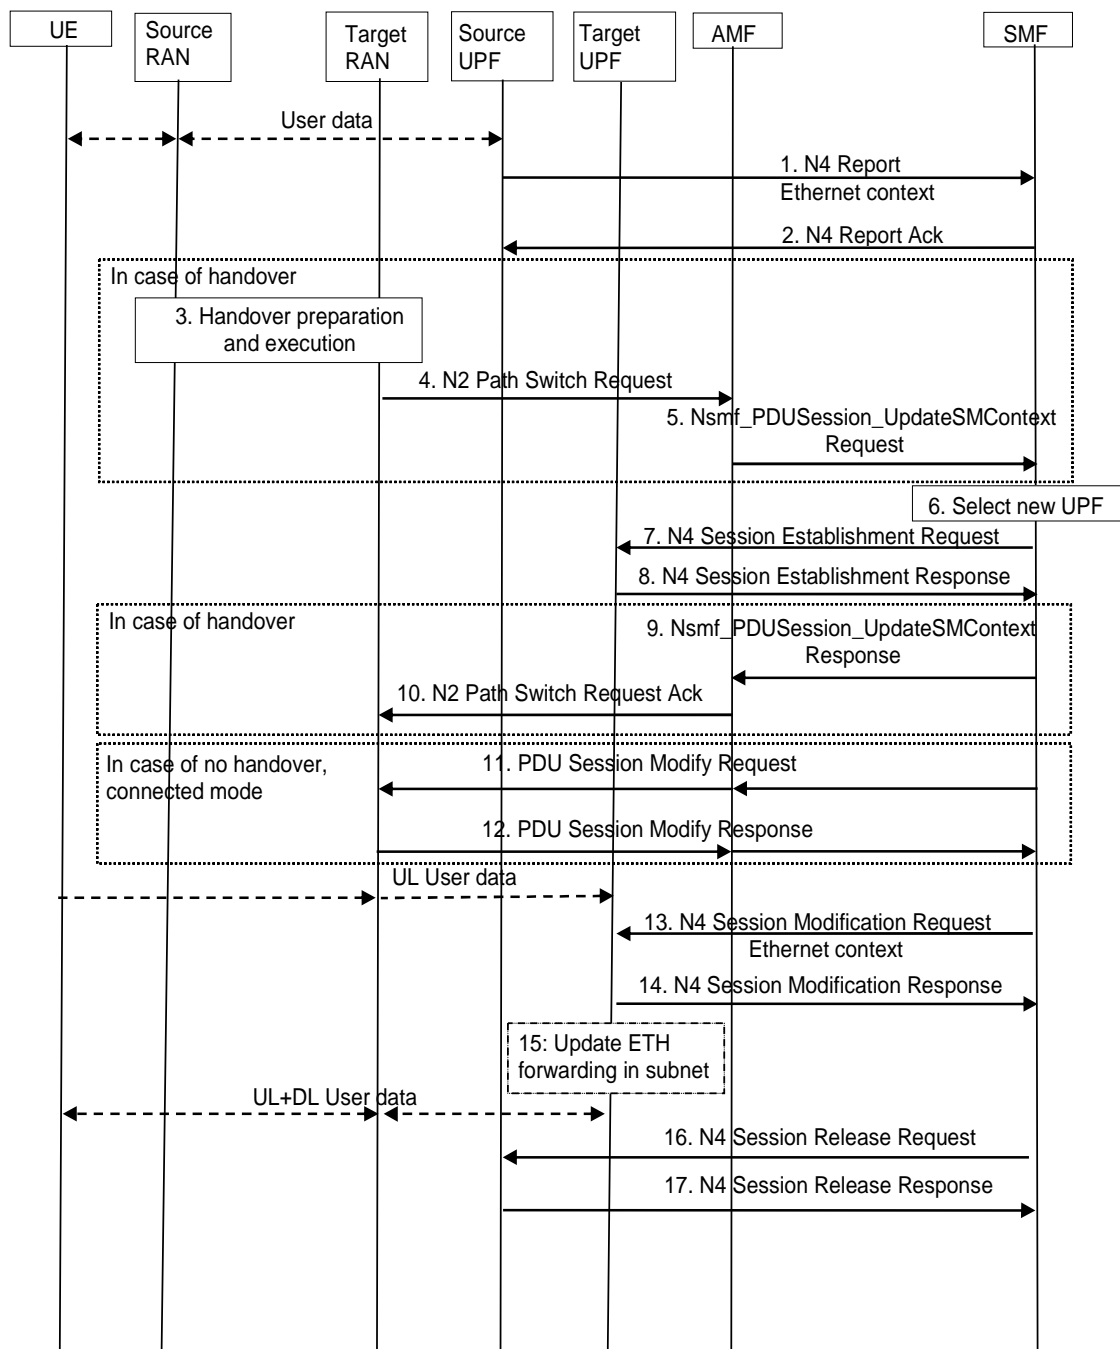 UE
Source
RAN
Target
RAN
Source
UPF
Target
UPF
AMF
SMF
User data
1. N4 Report
Ethernet context
2. N4 Report Ack
In case of handover
3. Handover preparation
and execution
4. N2 Path Switch Request
5. Nsmf_PDUSession_UpdateSMContext
Request
6. Select new UPF
7. N4 Session Establishment Request
8. N4 Session Establishment Response
In case of handover
9. Nsmf_PDUSession_UpdateSMContext
Response
10. N2 Path Switch Request Ack
In case of no handover,
connected mode
11. PDU Session Modify Request
12. PDU Session Modify Response
UL User data
13. N4 Session Modification Request
Ethernet context
14. N4 Session Modification Response
15: Update ETH
forwarding in subnet
UL+DL User data
16. N4 Session Release Request
17. N4 Session Release Response